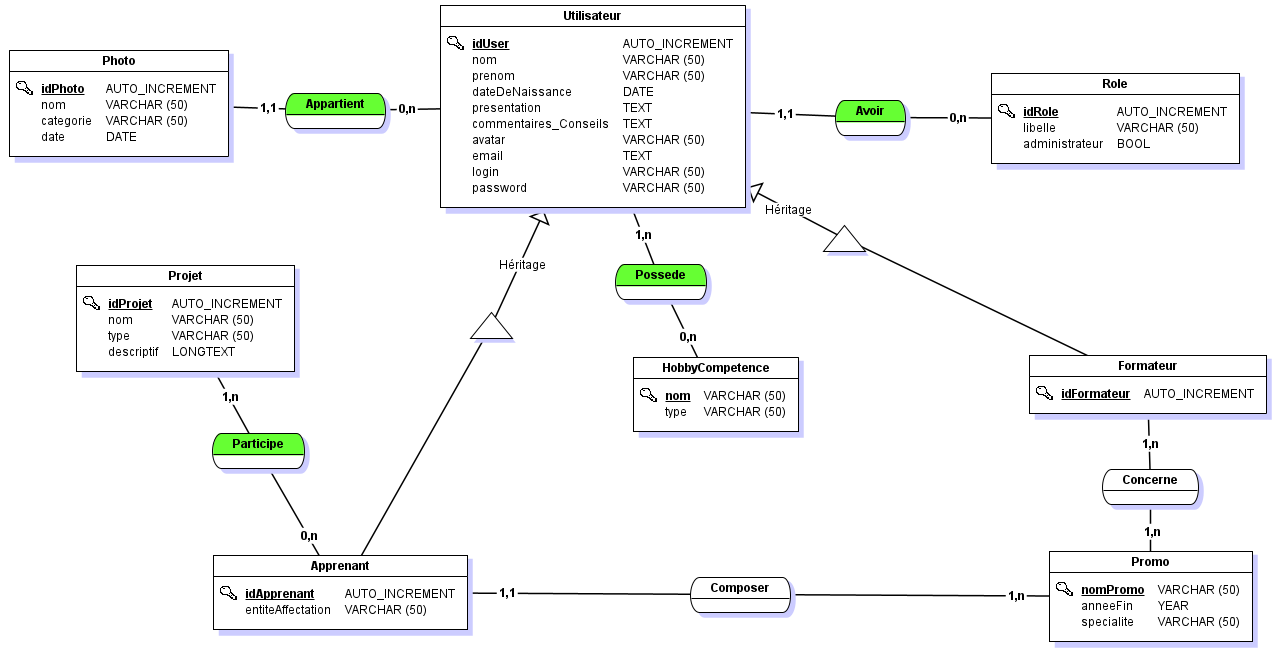 Utilisateur
idUser AUTO_INCREMENT
nom VARCHAR (50)
prenom VARCHAR (50)
dateDeNaissance DATE
presentation TEXT
commentaires_Conseils TEXT
avatar VARCHAR (50)
email TEXT
login VARCHAR (50)
password VARCHAR (50)
Photo
idPhoto AUTO_INCREMENT
nom VARCHAR (50)
categorie VARCHAR (50)
date DATE
1,1
Appartient
0,n
1,1
Avoir
0,n
Role
idRole AUTO_INCREMENT
libelle VARCHAR (50)
administrateur BOOL
Héritage
Héritage
1,n
Possede
0,n
HobbyCompetence
nom VARCHAR (50)
type VARCHAR (50)
Projet
idProjet AUTO_INCREMENT
nom VARCHAR (50)
type VARCHAR (50)
descriptif LONGTEXT
1,n
Participe
0,n
Formateur
idFormateur AUTO_INCREMENT
1,n
Concerne
1,n
Apprenant
idApprenant AUTO_INCREMENT
entiteAffectation VARCHAR (50)
1,1
Composer
1,n
Promo
nomPromo VARCHAR (50)
anneeFin YEAR
specialite VARCHAR (50)